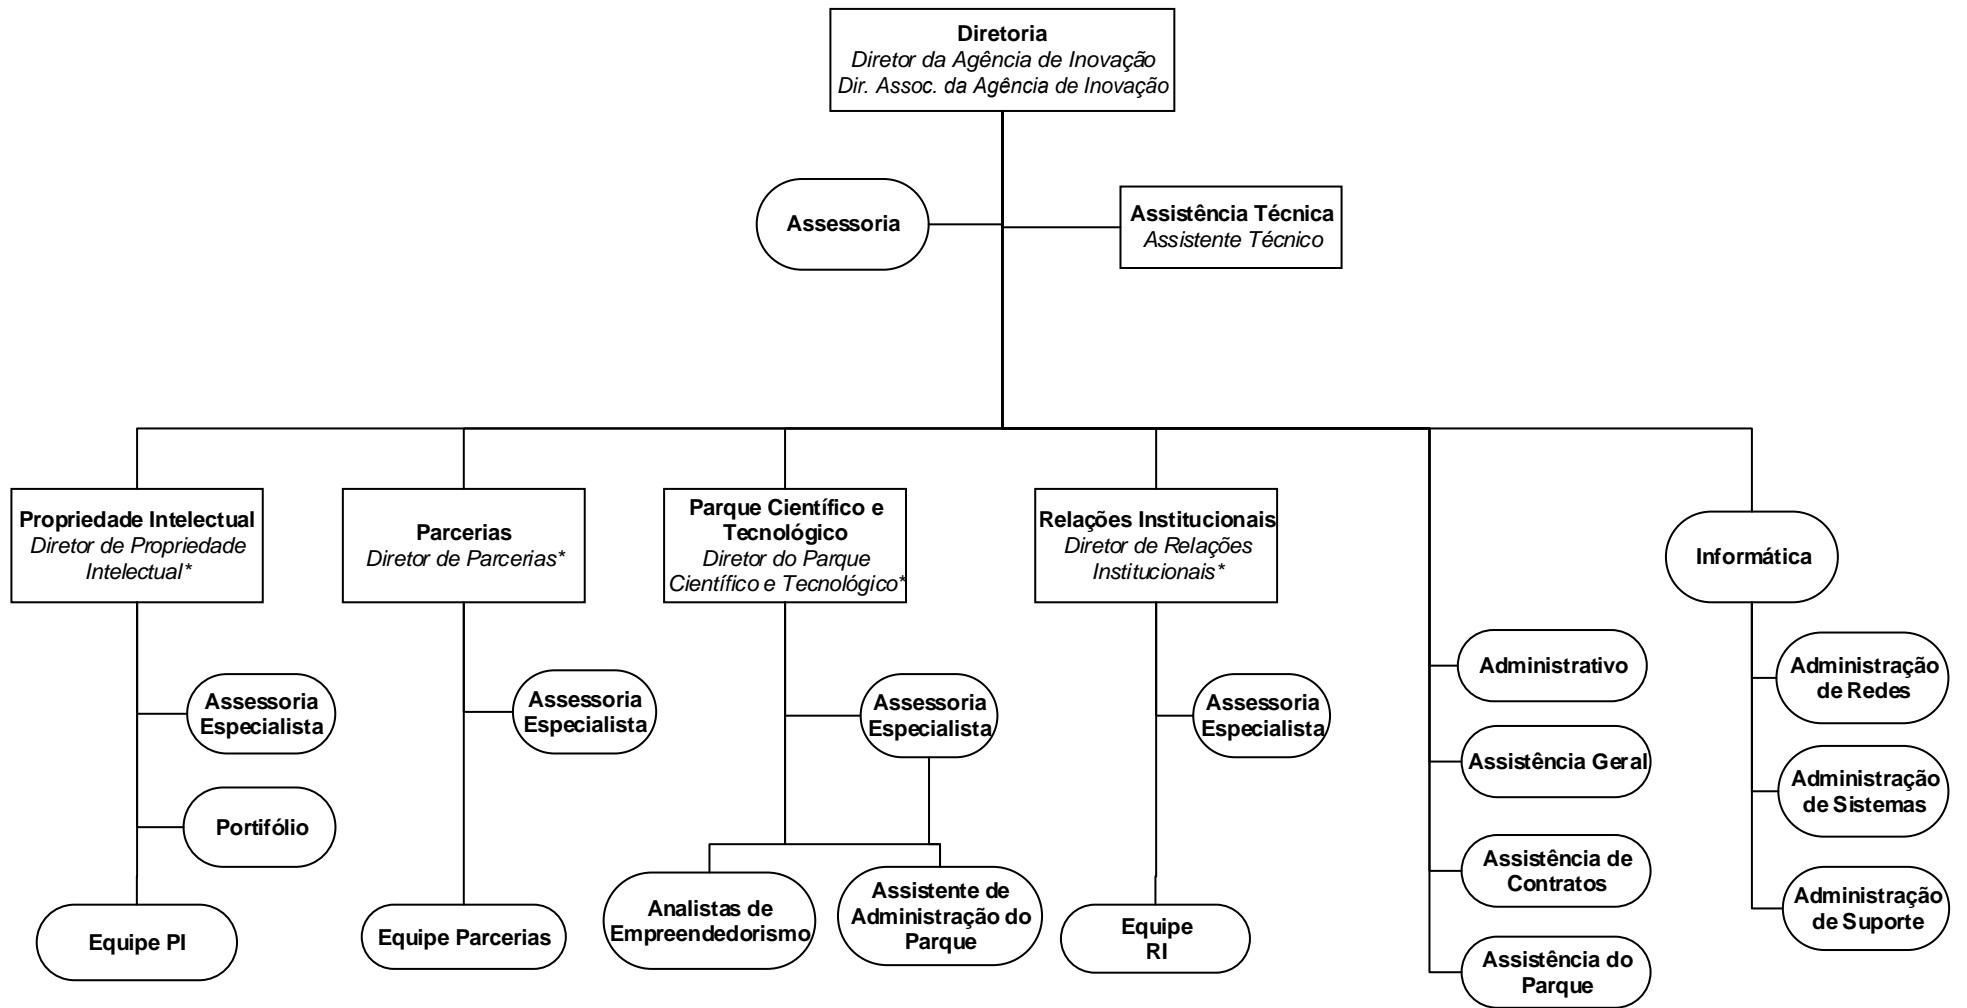 Diretoria
Diretor da Agência de Inovação
Dir. Assoc. da Agência de Inovação
Assessoria
Assistência Técnica
Assistente Técnico
Propriedade Intelectual
Diretor de Propriedade
Intelectual*
Parcerias
Diretor de Parcerias*
Parque Científico e
Tecnológico
Diretor do Parque
Científico e Tecnológico*
Relações Institucionais
Diretor de Relações
Institucionais*
Informática
Assessoria
Especialista
Portifólio
Equipe PI
Assessoria
Especialista
Equipe Parcerias
Assessoria
Especialista
Analistas de
Empreendedorismo
Assistente de
Administração do
Parque
Assessoria
Especialista
Equipe
RI
Administrativo
Assistência Geral
Assistência de
Contratos
Assistência do
Parque
Administração
de Redes
Administração
de Sistemas
Administração
de Suporte